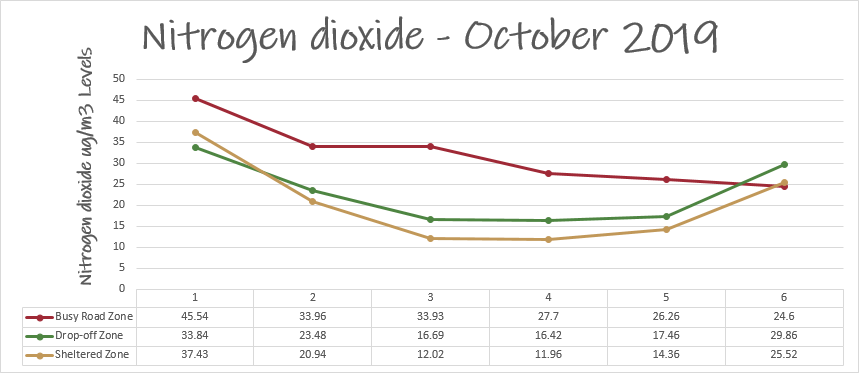 Nitrogen dioxide - October 2019
Nitrogen dioxide ug/m3 Levels
50
45
40
35
30
25
20
15
10
5
0
1 2 3 4 5 6
Busy Road Zone 45.54 33.96 33.93 27.7 26.26 24.6
Drop-off Zone 33.84 23.48 16.69 16.42 17.46 29.86
Sheltered Zone 37.43 20.94 12.02 11.96 14.36 25.52